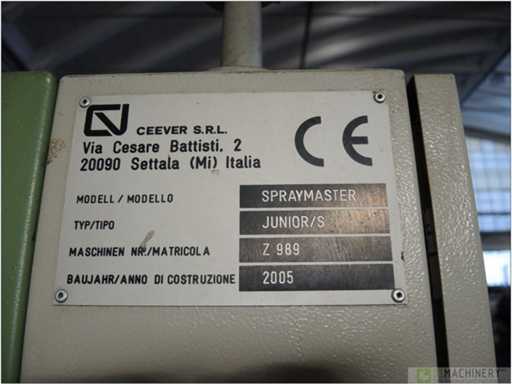 CEEVER S.R.L.
Via Cesare Battisti, 2
20090 Settala (Mi) Italia
CE
MODELL / MODELLO SPRAYMASTER
TYP/TIPO JUNIOR/S
MASCHINEN NR./MATRICOLA Z 989
BAUJAHR/ANNO DI COSTRUZIONE 2005
MACHINERY